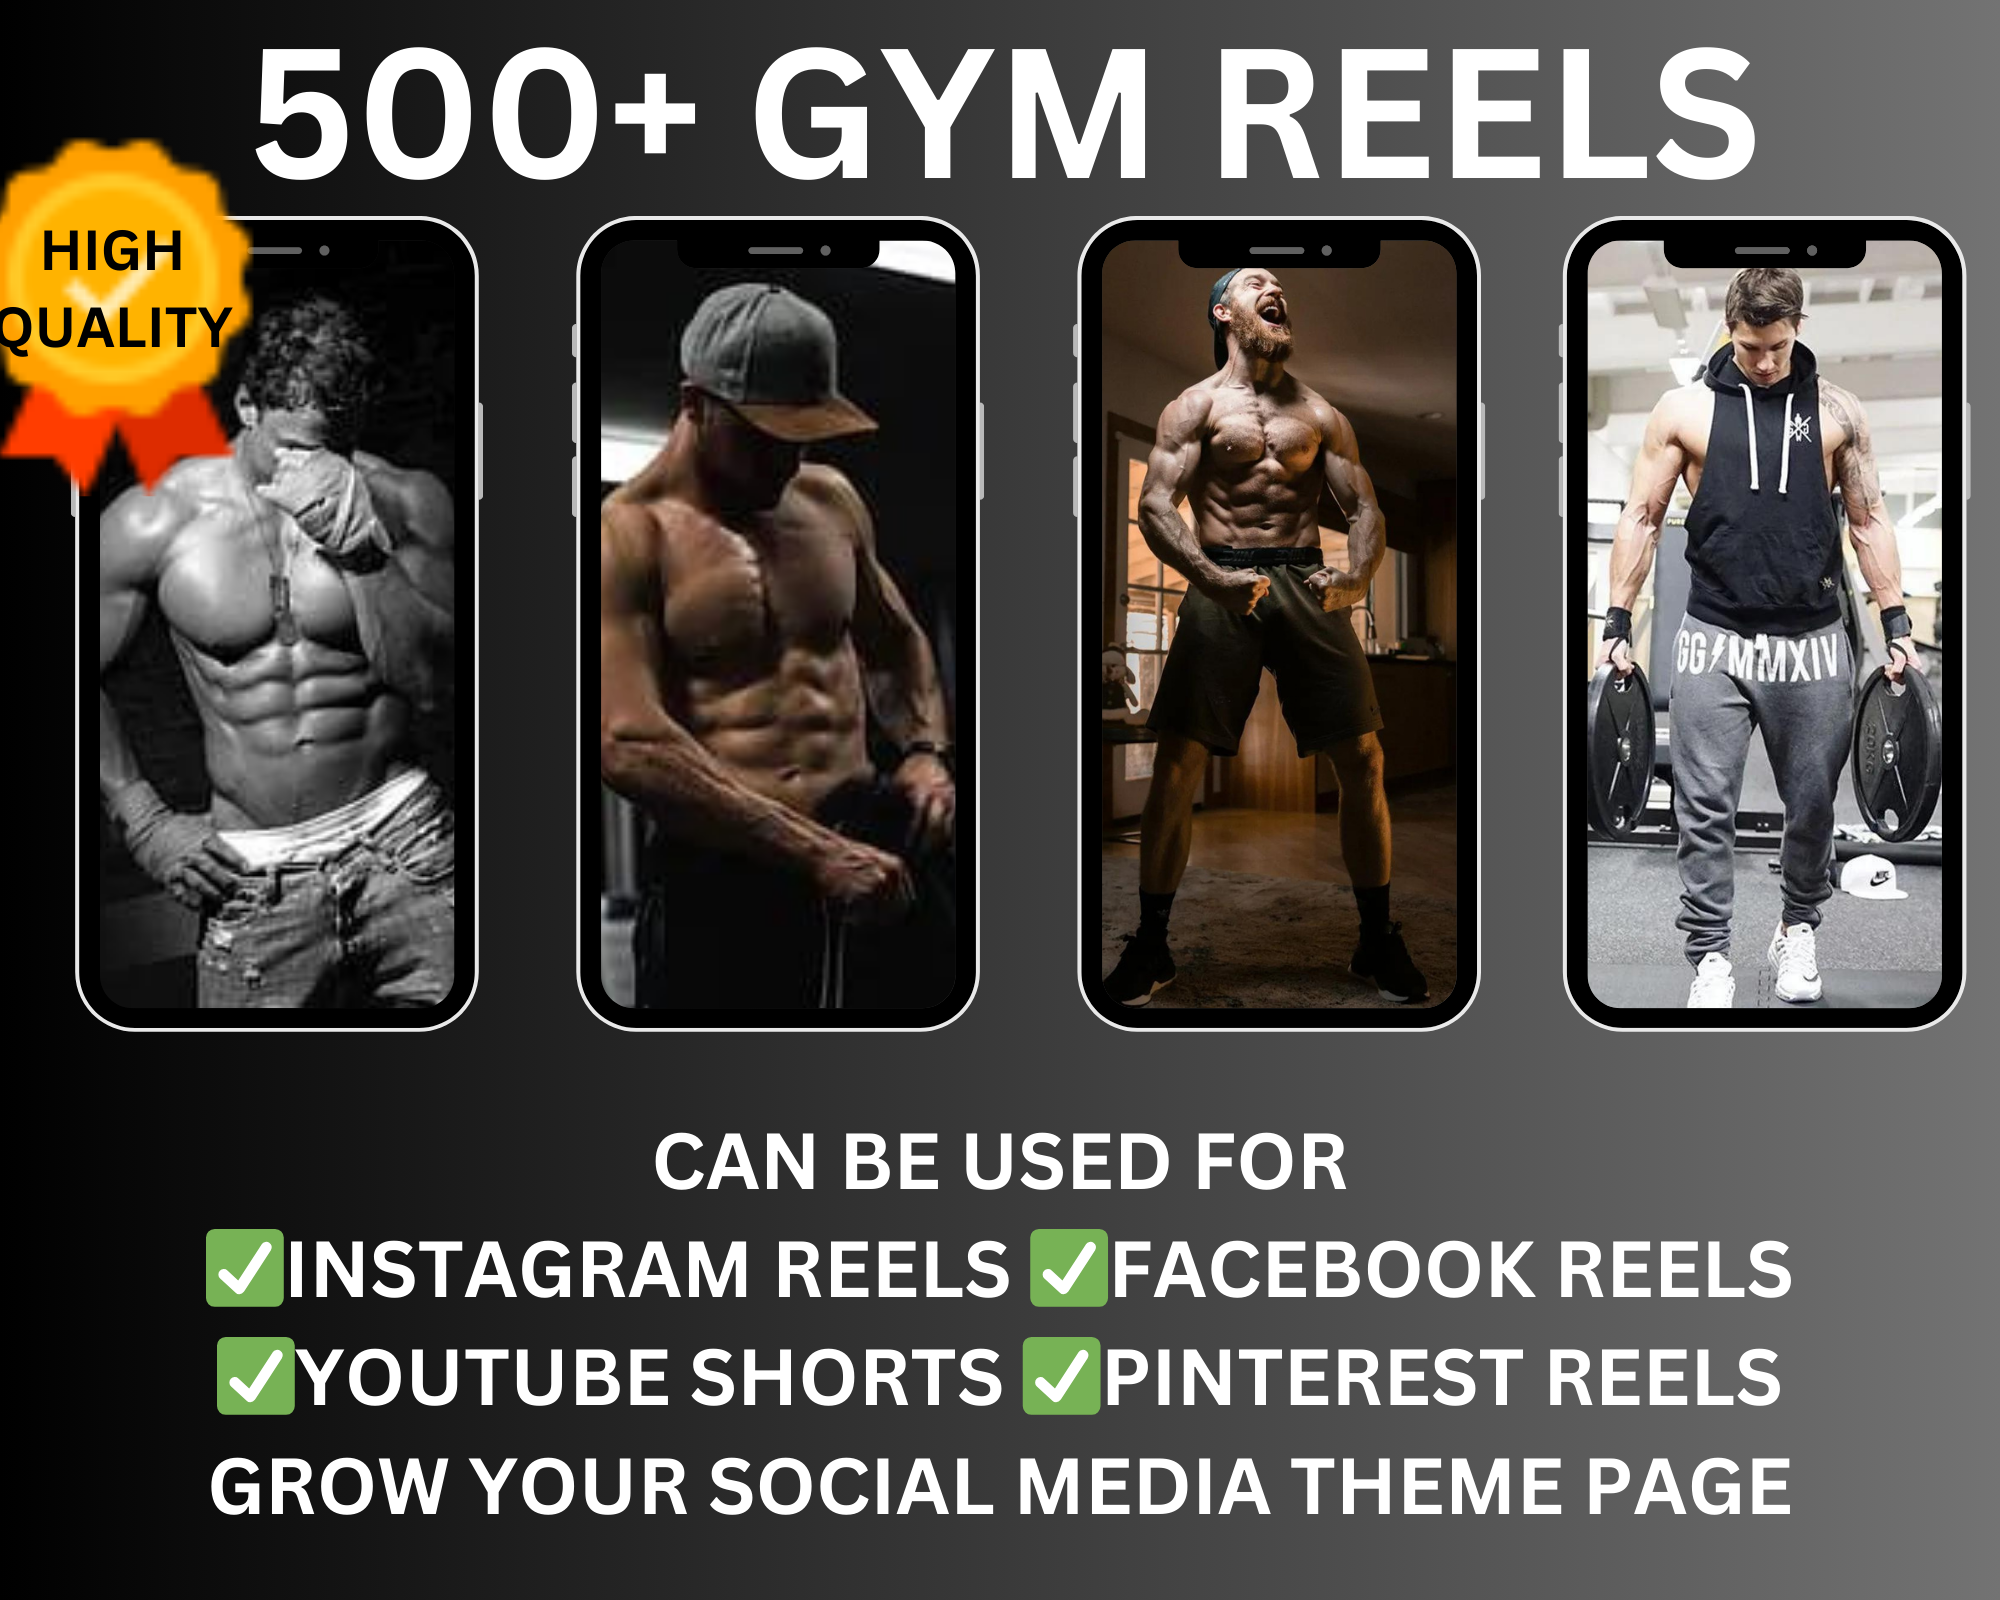 500+ GYM REELS
HIGH
QUALITY
GG/MMXIV
CAN BE USED FOR
✅INSTAGRAM REELS ✅FACEBOOK REELS
✅YOUTUBE SHORTS ✅PINTEREST REELS
GROW YOUR SOCIAL MEDIA THEME PAGE